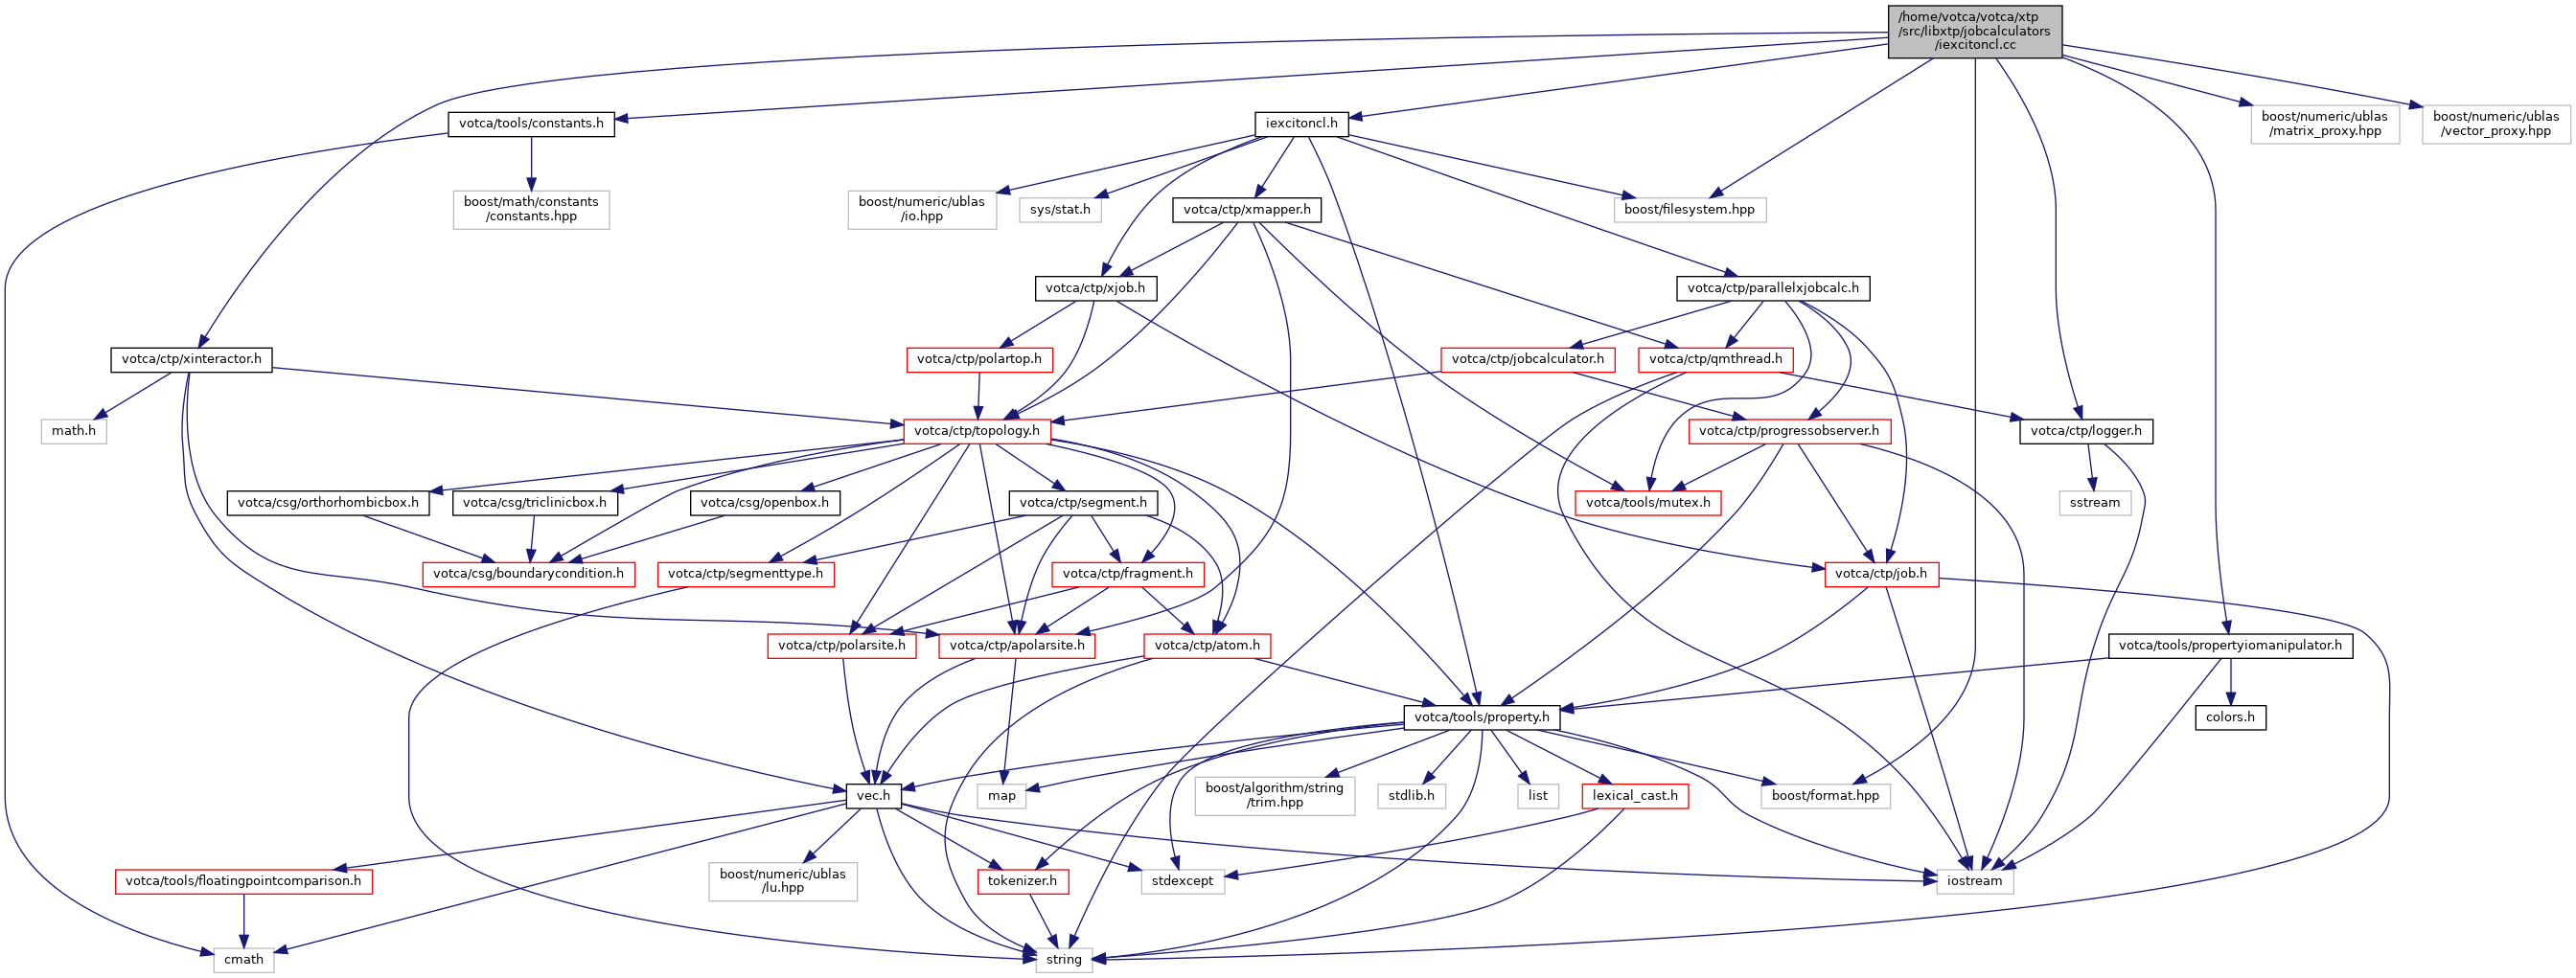 /home/votca/votca/xtp
/src/libxtp/jobcalculators
/iexcitoncl.cc
votca/tools/constants.h
iexcitoncl.h
boost/numeric/ublas
/matrix_proxy.hpp
boost/numeric/ublas
/vector_proxy.hpp
boost/math/constants
/constants.hpp
boost/numeric/ublas
/io.hpp
sys/stat.h
votca/ctp/xmapper.h
boost/filesystem.hpp
votca/ctp/xjob.h
votca/ctp/parallelxjobcalc.h
votca/ctp/xinteractor.h
votca/ctp/polartop.h
votca/ctp/jobcalculator.h
votca/ctp/qmthread.h
math.h
votca/ctp/topology.h
votca/ctp/progressobserver.h
votca/ctp/logger.h
votca/csg/orthorhombicbox.h
votca/csg/triclinicbox.h
votca/csg/openbox.h
votca/ctp/segment.h
votca/tools/mutex.h
sstream
votca/csg/boundarycondition.h
votca/ctp/segmenttype.h
votca/ctp/fragment.h
votca/ctp/job.h
votca/ctp/polarsite.h
votca/ctp/apolarsite.h
votca/ctp/atom.h
votca/tools/propertyiomanipulator.h
votca/tools/property.h
colors.h
vec.h
map
boost/algorithm/string
/trim.hpp
stdlib.h
list
lexical_cast.h
boost/format.hpp
votca/tools/floatingpointcomparison.h
boost/numeric/ublas
/lu.hpp
tokenizer.h
stdexcept
iostream
cmath
string